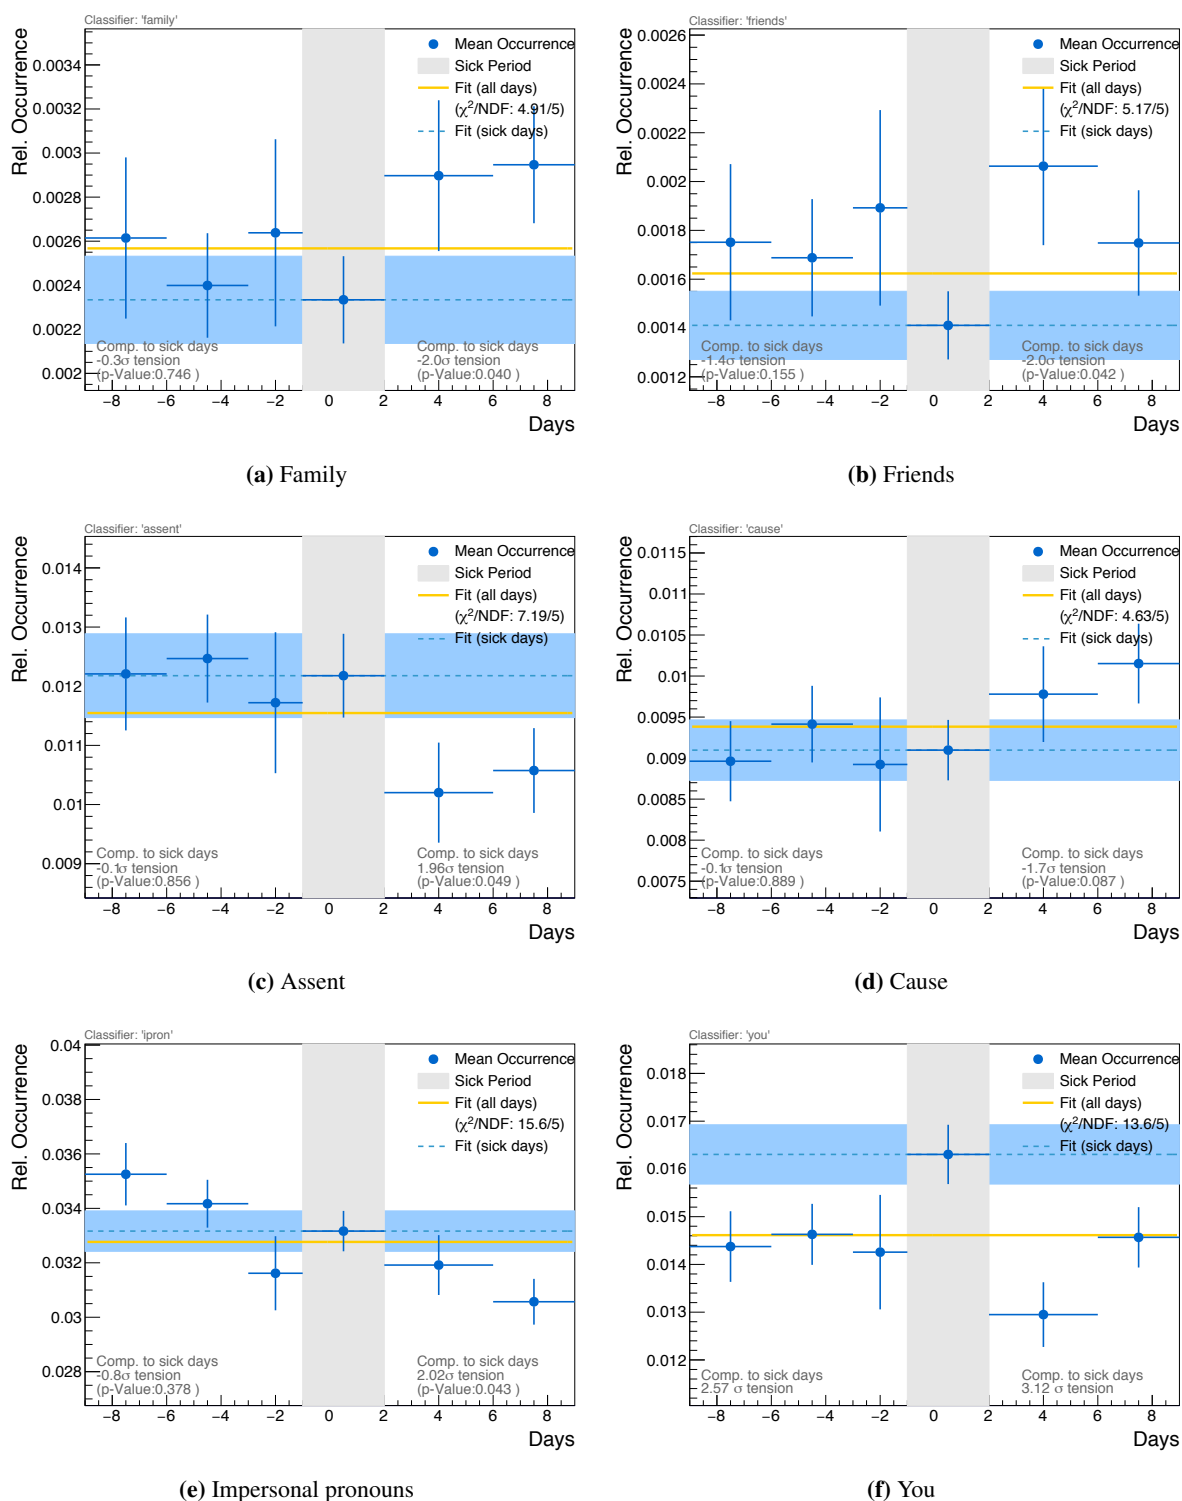 Classifier: 'family'
Rel. Occurrence
0.0034
0.0032
0.003
0.0028
0.0026
0.0024
0.0022
0.002
Mean Occurrence
Sick Period
Fit (all days)
(χ²/NDF: 4.91/5)
Fit (sick days)
Comp. to sick days
-0.3σ tension
(p-Value:0.746 )
Comp. to sick days
-2.0σ tension
(p-Value:0.040 )
−8 −6 −4 −2 0 2 4 6 8
Days
(a) Family
Classifier: 'friends'
Rel. Occurrence
0.0026
0.0024
0.0022
0.002
0.0018
0.0016
0.0014
0.0012
Mean Occurrence
Sick Period
Fit (all days)
(χ²/NDF: 5.17/5)
Fit (sick days)
Comp. to sick days
-1.4σ tension
(p-Value:0.155 )
Comp. to sick days
-2.0σ tension
(p-Value:0.042 )
−8 −6 −4 −2 0 2 4 6 8
Days
(b) Friends
Classifier: 'assent'
Rel. Occurrence
0.014
0.013
0.012
0.011
0.01
0.009
Mean Occurrence
Sick Period
Fit (all days)
(χ²/NDF: 7.19/5)
Fit (sick days)
Comp. to sick days
-0.1σ tension
(p-Value:0.856 )
Comp. to sick days
1.96σ tension
(p-Value:0.049 )
−8 −6 −4 −2 0 2 4 6 8
Days
(c) Assent
Classifier: 'cause'
Rel. Occurrence
0.0115
0.011
0.0105
0.01
0.0095
0.009
0.0085
0.008
0.0075
Mean Occurrence
Sick Period
Fit (all days)
(χ²/NDF: 4.63/5)
Fit (sick days)
Comp. to sick days
-0.1σ tension
(p-Value:0.889 )
Comp. to sick days
-1.7σ tension
(p-Value:0.087 )
−8 −6 −4 −2 0 2 4 6 8
Days
(d) Cause
Classifier: 'ipron'
Rel. Occurrence
0.04
0.038
0.036
0.034
0.032
0.03
0.028
Mean Occurrence
Sick Period
Fit (all days)
(χ²/NDF: 15.6/5)
Fit (sick days)
Comp. to sick days
-0.8σ tension
(p-Value:0.378 )
Comp. to sick days
2.02σ tension
(p-Value:0.043 )
−8 −6 −4 −2 0 2 4 6 8
Days
(e) Impersonal pronouns
Classifier: 'you'
Rel. Occurrence
0.018
0.017
0.016
0.015
0.014
0.013
0.012
Mean Occurrence
Sick Period
Fit (all days)
(χ²/NDF: 13.6/5)
Fit (sick days)
Comp. to sick days
2.57 σ tension
Comp. to sick days
3.12 σ tension
−8 −6 −4 −2 0 2 4 6 8
Days
(f) You